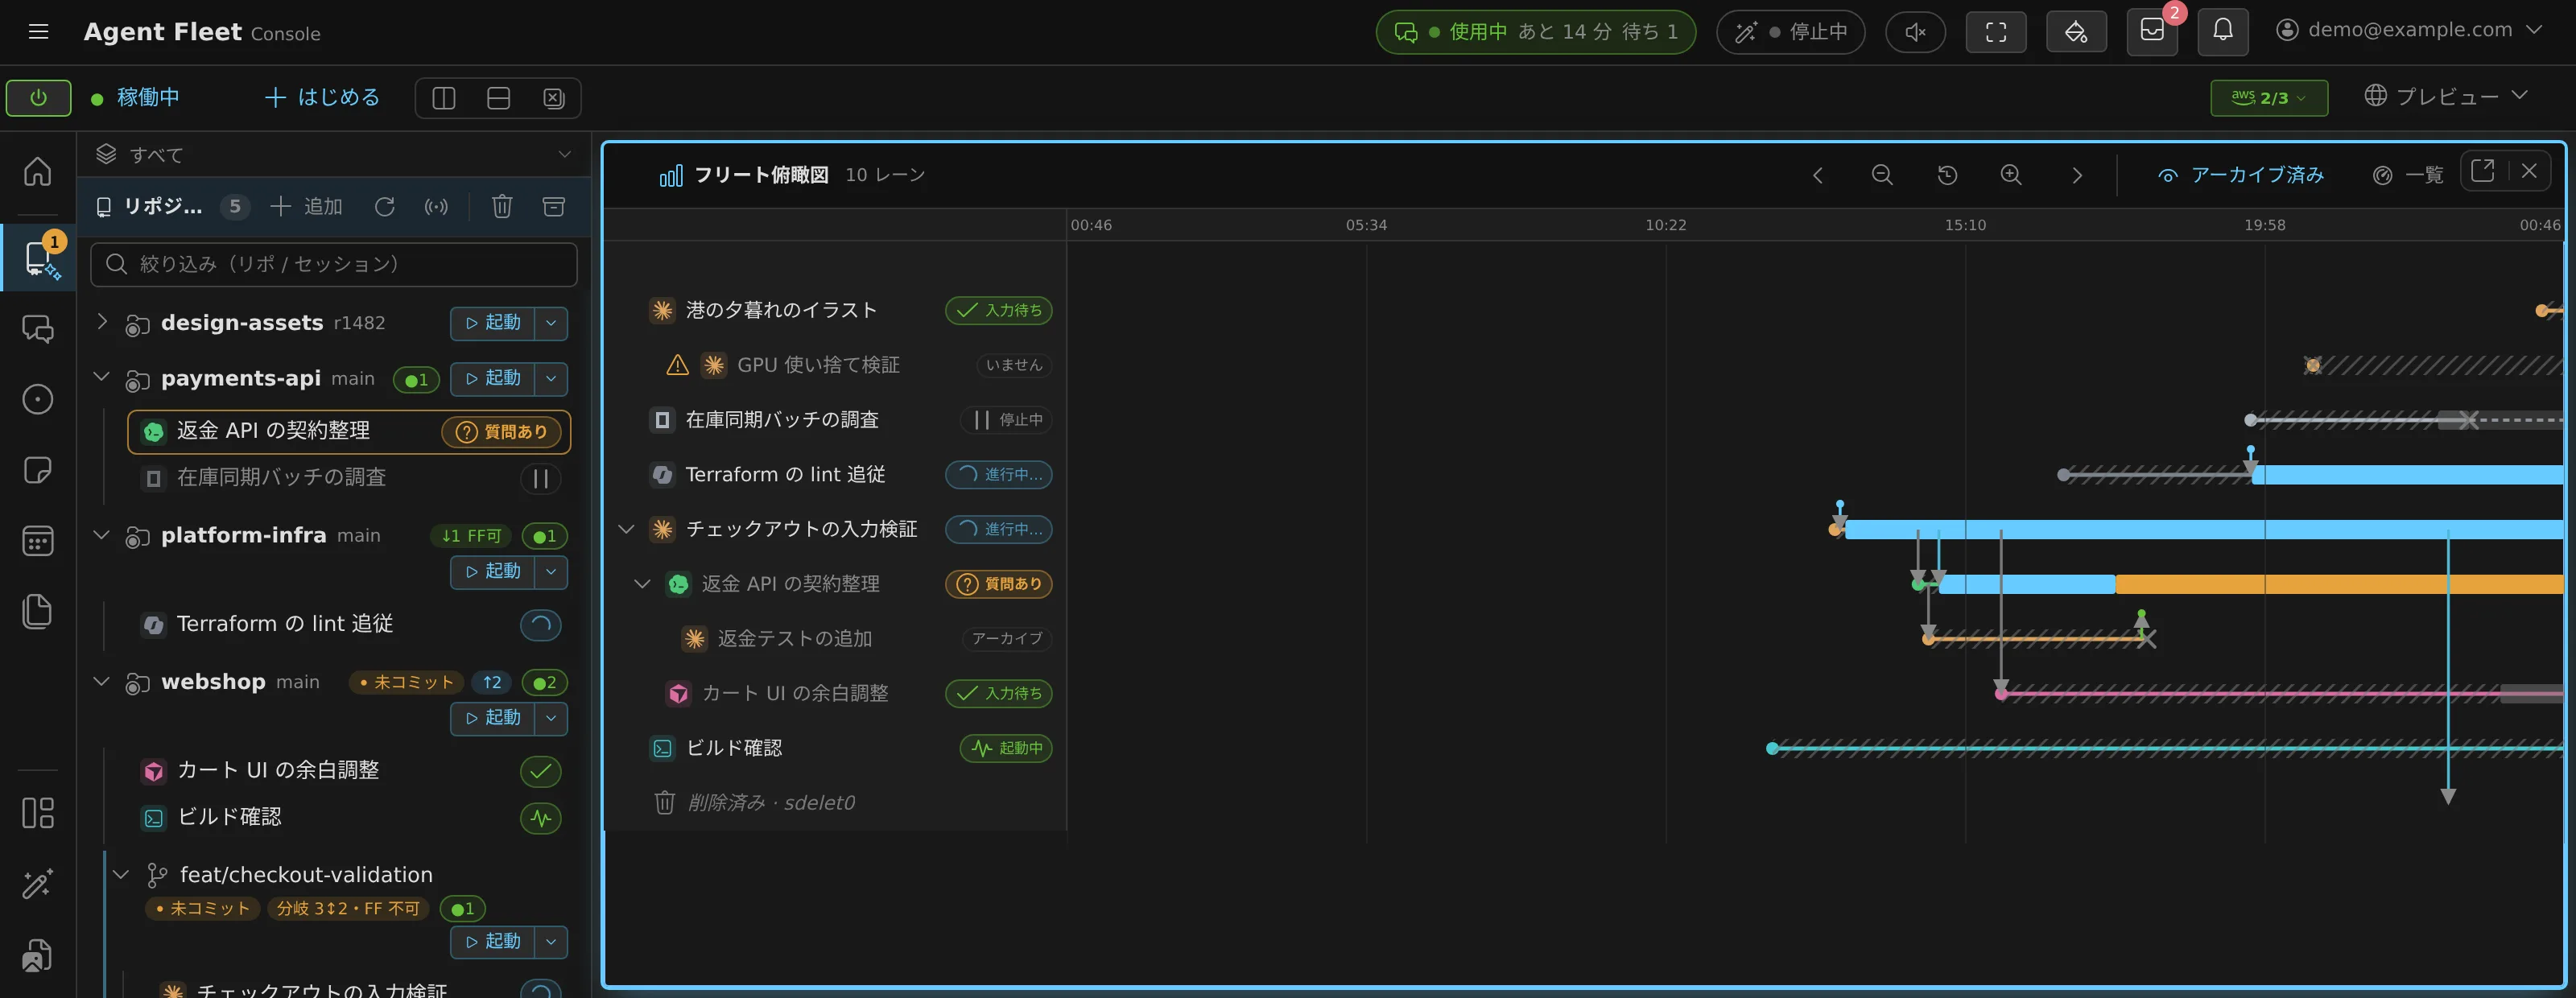 Agent Fleet Console
使用中 あと 14 分 待ち 1
停止中
2
demo@example.com
稼働中
はじめる
aws 2/3
プレビュー
すべて
リポジ... 5 追加
1
絞り込み（リポ / セッション）
design-assets r1482 起動
payments-api main ●1 起動
返金 API の契約整理 質問あり
在庫同期バッチの調査
platform-infra main ↓1 FF可 ●1
起動
Terraform の lint 追従
webshop main • 未コミット ↑2 ●2
起動
カート UI の余白調整
ビルド確認
feat/checkout-validation
• 未コミット 分岐 3↕2・FF 不可 ●1
起動
チェックアウトの入力検証
フリート俯瞰図 10 レーン
アーカイブ済み 一覧
00:46 05:34 10:22 15:10 19:58 00:46
港の夕暮れのイラスト 入力待ち
GPU 使い捨て検証 いません
在庫同期バッチの調査 停止中
Terraform の lint 追従 進行中...
チェックアウトの入力検証 進行中...
返金 API の契約整理 質問あり
返金テストの追加 アーカイブ
カート UI の余白調整 入力待ち
ビルド確認 起動中
削除済み · sdelet0